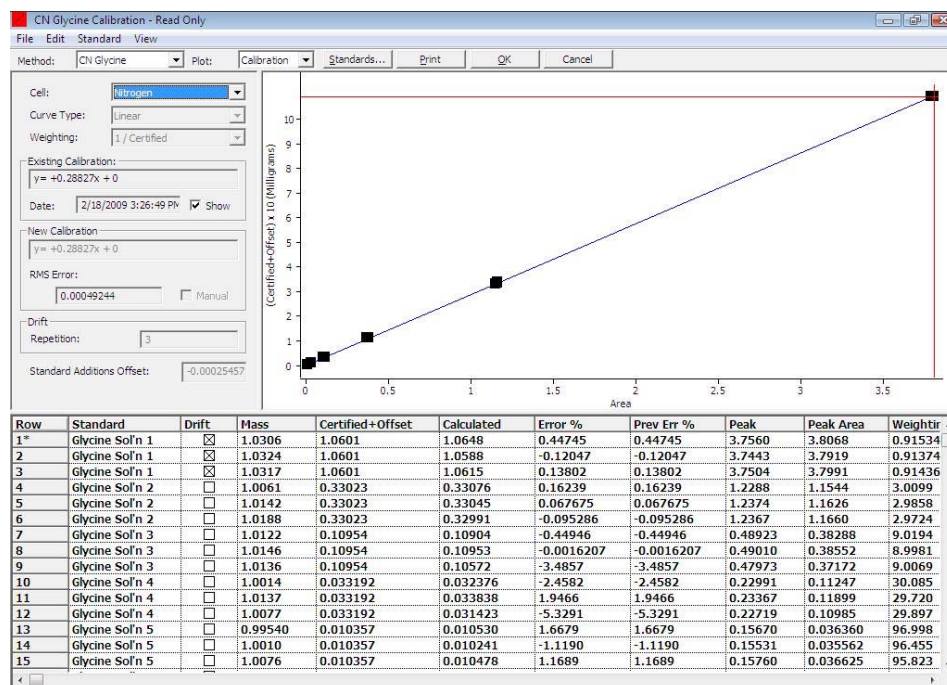 CN Glycine Calibration - Read Only
File Edit Standard View
Method: CN Glycine Plot: Calibration Standards... Print OK Cancel
Cell: Nitrogen
Curve Type: Linear
Weighting: 1 / Certified
Existing Calibration:
y= +0.28827x + 0
Date: 2/18/2009 3:26:49 PM Show
New Calibration
y= +0.28827x + 0
RMS Error:
0.00049244 Manual
Drift
Repetition: 3
Standard Additions Offset: -0.00025457
(Certified+Offset) x 10 (Milligrams)
10
9
8
7
6
5
4
3
2
1
0
0 0.5 1 1.5 2 2.5 3 3.5
Area
Row Standard Drift Mass Certified+Offset Calculated Error % Prev Err % Peak Peak Area Weightin
1* Glycine Sol'n 1 1.0306 1.0601 1.0648 0.44745 0.44745 3.7560 3.8068 0.91534
2 Glycine Sol'n 1 1.0324 1.0601 1.0588 -0.12047 -0.12047 3.7443 3.7919 0.91374
3 Glycine Sol'n 1 1.0317 1.0601 1.0615 0.13802 0.13802 3.7504 3.7991 0.91436
4 Glycine Sol'n 2 1.0061 0.33023 0.33076 0.16239 0.16239 1.2288 1.1544 3.0099
5 Glycine Sol'n 2 1.0142 0.33023 0.33045 0.067675 0.067675 1.2374 1.1626 2.9858
6 Glycine Sol'n 2 1.0188 0.33023 0.32991 -0.095286 -0.095286 1.2367 1.1660 2.9724
7 Glycine Sol'n 3 1.0122 0.10954 0.10904 -0.44946 -0.44946 0.48923 0.38288 9.0194
8 Glycine Sol'n 3 1.0146 0.10954 0.10953 -0.0016207 -0.0016207 0.49010 0.38552 8.9981
9 Glycine Sol'n 3 1.0136 0.10954 0.10572 -3.4857 -3.4857 0.47973 0.37172 9.0069
10 Glycine Sol'n 4 1.0014 0.033192 0.032376 -2.4582 -2.4582 0.22991 0.11247 30.085
11 Glycine Sol'n 4 1.0137 0.033192 0.033838 1.9466 1.9466 0.23367 0.11899 29.720
12 Glycine Sol'n 4 1.0077 0.033192 0.031423 -5.3291 -5.3291 0.22719 0.10985 29.897
13 Glycine Sol'n 5 0.99540 0.010357 0.010530 1.6679 1.6679 0.15670 0.036360 96.998
14 Glycine Sol'n 5 1.0010 0.010357 0.010241 -1.1190 -1.1190 0.15531 0.035562 96.455
15 Glycine Sol'n 5 1.0076 0.010357 0.010478 1.1689 1.1689 0.15760 0.036625 95.823